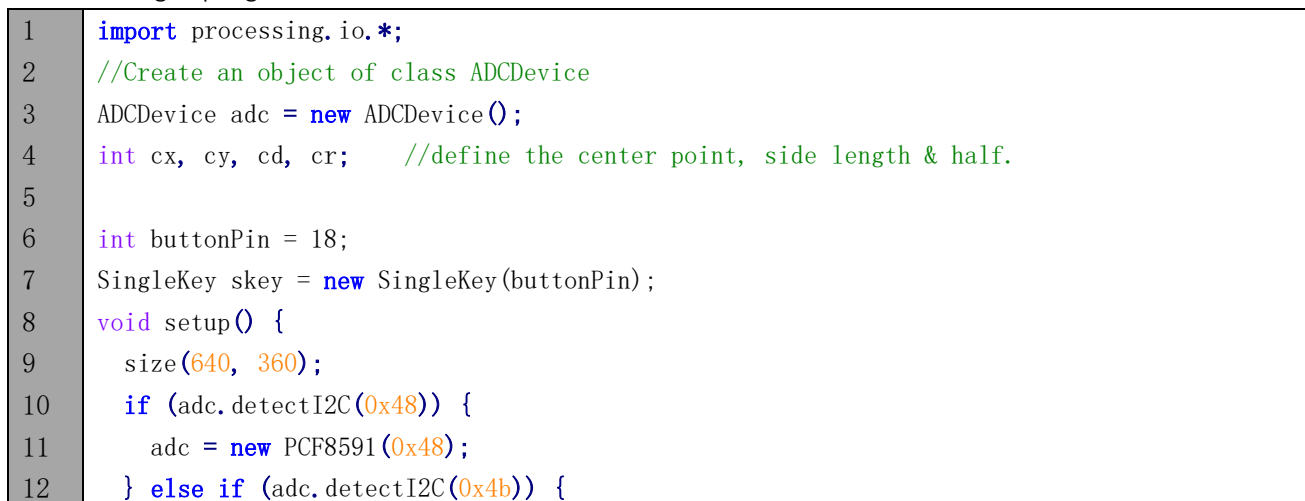 1 import processing.io.*;
2 //Create an object of class ADCDevice
3 ADCDevice adc = new ADCDevice();
4 int cx, cy, cd, cr;    //define the center point, side length & half.
5
6 int buttonPin = 18;
7 SingleKey skey = new SingleKey(buttonPin);
8 void setup() {
9   size(640, 360);
10   if (adc.detectI2C(0x48)) {
11     adc = new PCF8591(0x48);
12   } else if (adc.detectI2C(0x4b)) {